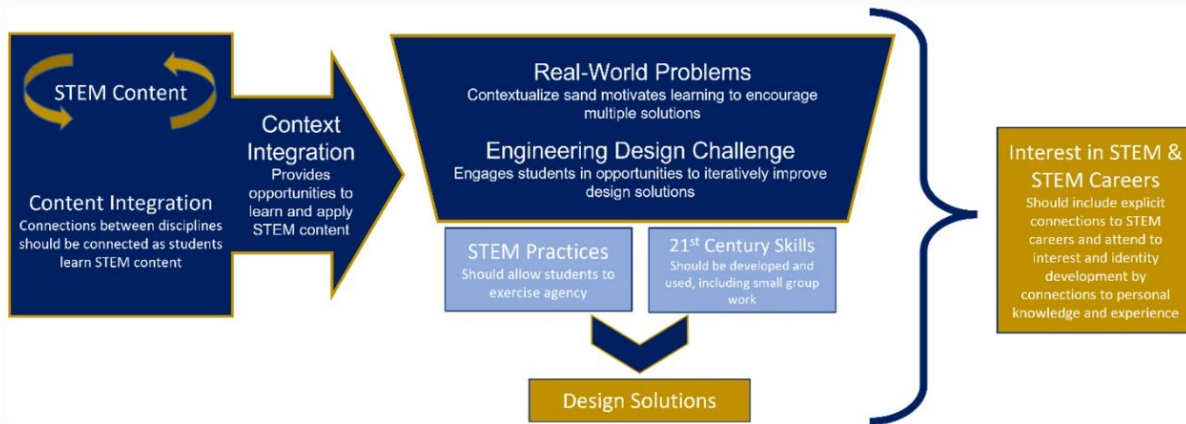 STEM Content
Content Integration
Connections between disciplines
should be connected as students
learn STEM content
Context
Integration
Provides
opportunities to
learn and apply
STEM content
Real-World Problems
Contextualize sand motivates learning to encourage
multiple solutions
Engineering Design Challenge
Engages students in opportunities to iteratively improve
design solutions
STEM Practices
Should allow students to
exercise agency
21st Century Skills
Should be developed and
used, including small group
work
Design Solutions
Interest in STEM &
STEM Careers
Should include explicit
connections to STEM
careers and attend to
interest and identity
development by
connections to personal
knowledge and experience